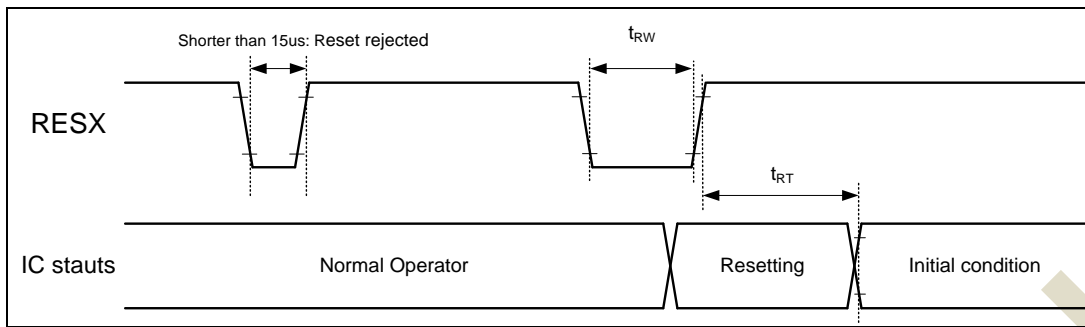 Shorter than 15us: Reset rejected
tRW
RESX
tRT
IC stauts
Normal Operator
Resetting
Initial condition